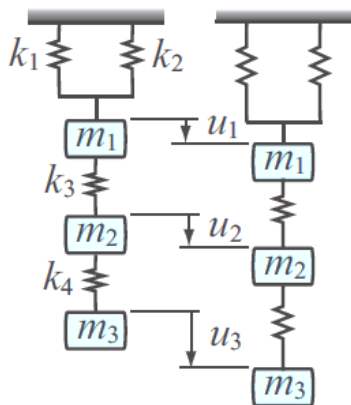 k₁ k₂
m₁ u₁ m₁
k₃
m₂ u₂ m₂
k₄
m₃ u₃ m₃